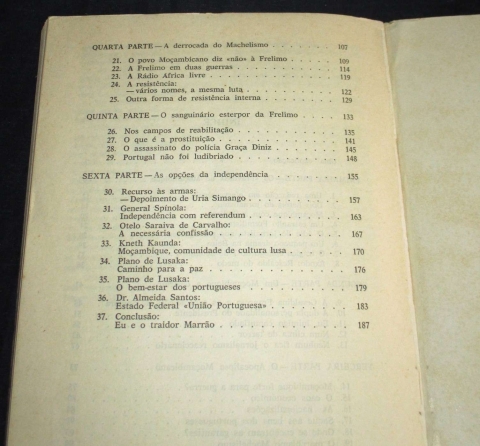 QUARTA PARTE — A derrocada do Machelismo . . . . . . . 107
21. O povo Moçambicano diz «não» à Frelimo . . . . . 109
22. A Frelimo em duas guerras . . . . . . . . . 114
23. A Rádio Africa livre . . . . . . . . . . 119
24. A resistência:
— vários nomes, a mesma luta . . . . . . . . 122
25. Outra forma de resistência interna . . . . . . . 129
QUINTA PARTE — O sanguinário esterpor da Frelimo . . . . 133
26. Nos campos de reabilitação . . . . . . . . . 135
27. O que é a prostituição . . . . . . . . . . 141
28. O assassinato do polícia Graça Diniz . . . . . . 145
29. Portugal não foi ludibriado . . . . . . . . . 148
SEXTA PARTE — As opções da independência . . . . . . . 155
30. Recurso às armas:
— Depoimento de Uria Simango . . . . . . . . 157
31. General Spínola:
Independência com referendum . . . . . . . . 163
32. Otelo Saraiva de Carvalho:
A necessária confissão . . . . . . . . . . 167
33. Kneth Kaunda:
Moçambique, comunidade de cultura lusa . . . . . 170
34. Plano de Lusaka:
Caminho para a paz . . . . . . . . . . . 176
35. Plano de Lusaka:
O bem-estar dos portugueses . . . . . . . . . 179
36. Dr. Almeida Santos:
Estado Federal «União Portuguesa» . . . . . . . 183
37. Conclusão:
Eu e o traidor Marrão . . . . . . . . . . 187